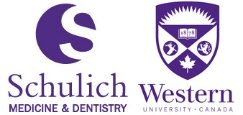 Schulich
MEDICINE & DENTISTRY
Western
UNIVERSITY · CANADA